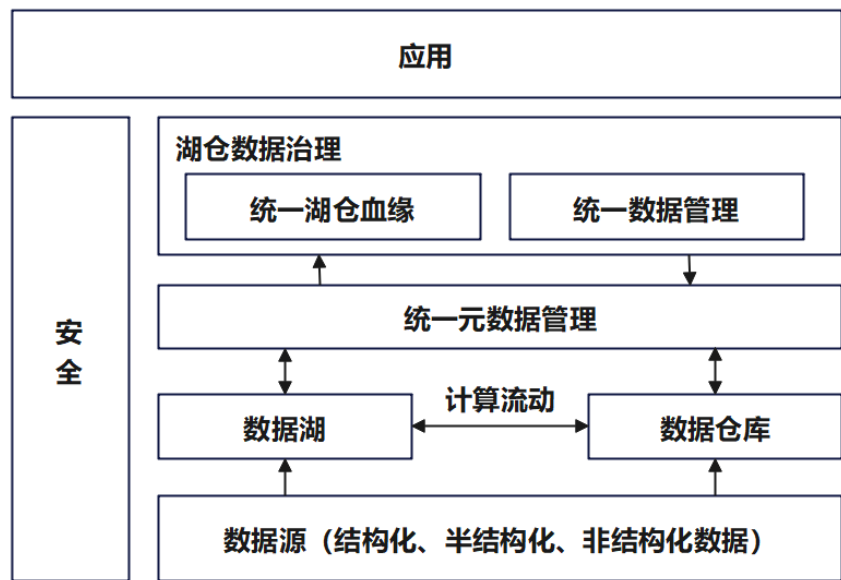 应用
湖仓数据治理
统一湖仓血缘
统一数据管理
统一元数据管理
安
全
计算流动
数据湖
数据仓库
数据源（结构化、半结构化、非结构化数据）